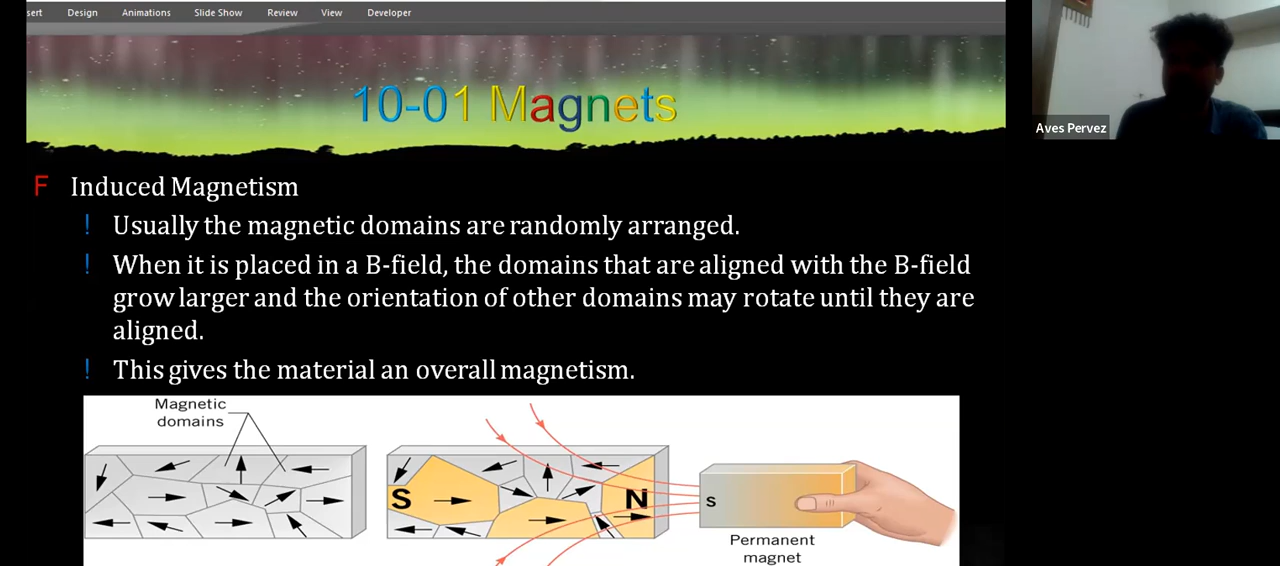 sert Design Animations Slide Show Review View Developer
10-01 Magnets
Aves Pervez
F Induced Magnetism
! Usually the magnetic domains are randomly arranged.
! When it is placed in a B-field, the domains that are aligned with the B-field
grow larger and the orientation of other domains may rotate until they are
aligned.
! This gives the material an overall magnetism.
Magnetic
domains
S
N
S
Permanent
magnet